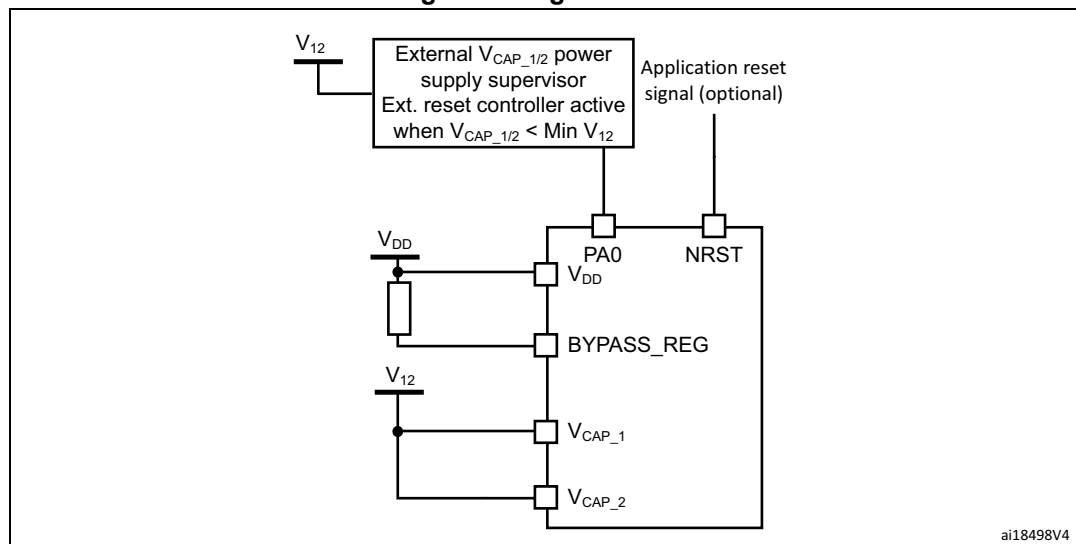 V12
External VCAP_1/2 power
supply supervisor
Ext. reset controller active
when VCAP_1/2 < Min V12
Application reset
signal (optional)
PA0
NRST
VDD
VDD
BYPASS_REG
V12
VCAP_1
VCAP_2
ai18498V4